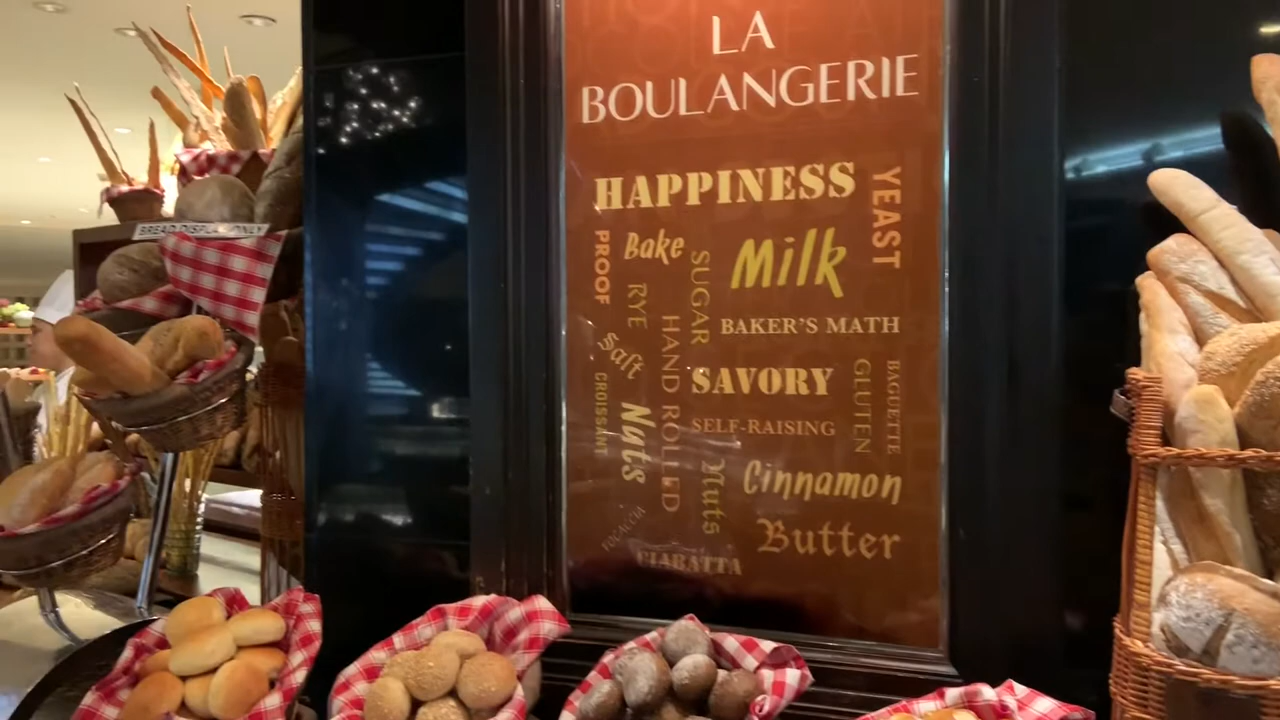 LA
BOULANGERIE
HAPPINESS
YEAST
PROOF
Bake
SUGAR
Milk
RYE
HAND ROLLED
BAKER'S MATH
Salt
SAVORY
CROISSANT
Nuts
SELF-RAISING
GLUTEN
BAGUETTE
Nuts
Cinnamon
Butter
FOCACCIA
CIABATTA
BREAD DISPLAY ONLY